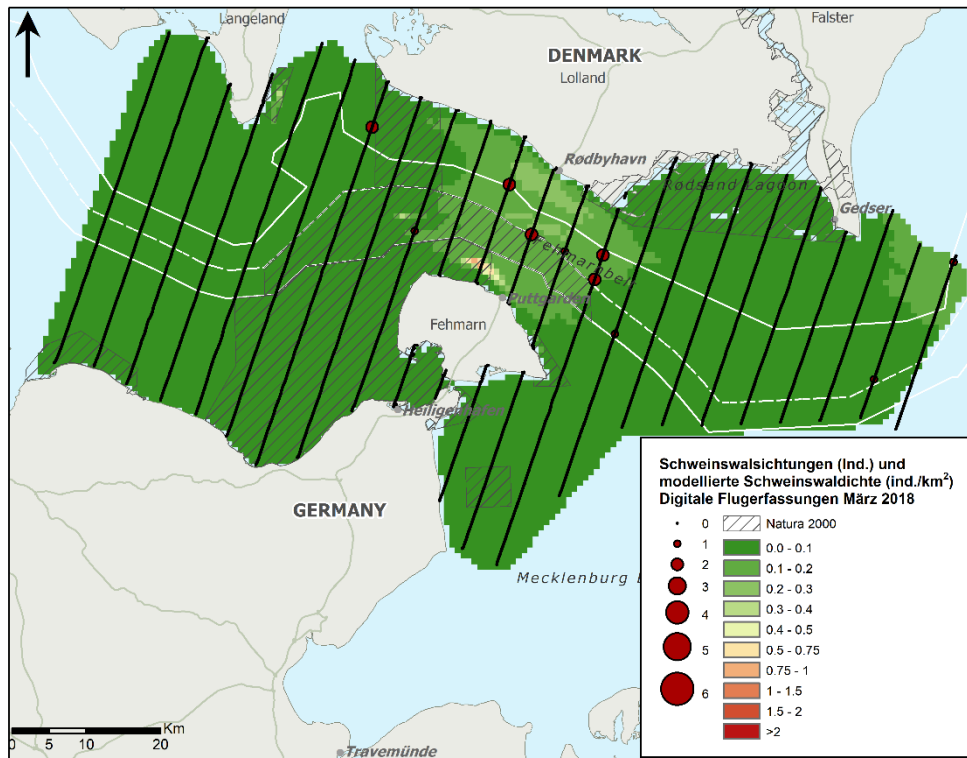 Langeland
Falster
DENMARK
Lolland
Rødbyhavn
Rødsand Lagoon
Gedser
Fehmarnbelt
Puttgarden
Fehmarn
Heiligenhafen
GERMANY
Mecklenburg
Travemünde
Km
0 5 10 20
Schweinswalsichtungen (Ind.) und
modellierte Schweinswaldichte (ind./km²)
Digitale Flugerfassungen März 2018
0 Natura 2000
1 0.0 - 0.1
2 0.1 - 0.2
3 0.2 - 0.3
4 0.3 - 0.4
0.4 - 0.5
5 0.5 - 0.75
0.75 - 1
6 1 - 1.5
1.5 - 2
>2